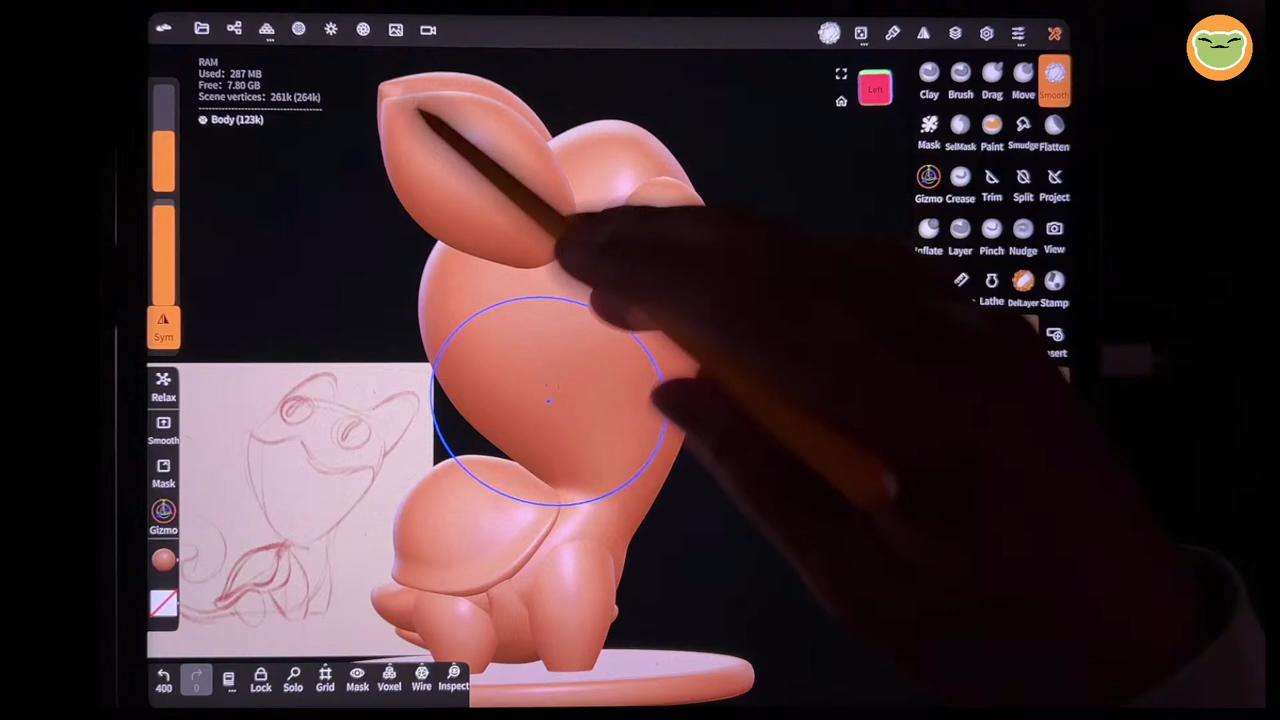 RAM
Used: 287 MB
Free: 7.80 GB
Scene vertices: 261k (264k)
Body (123k)
Left
Clay Brush Drag Move Smooth
Mask SelMask Paint Smudge Flatten
Gizmo Crease Trim Split Project
Inflate Layer Pinch Nudge View
Lathe DelLayer Stamp
Sym
Relax
Smooth
Mask
Gizmo
400 0 Lock Solo Grid Mask Voxel Wire Inspect